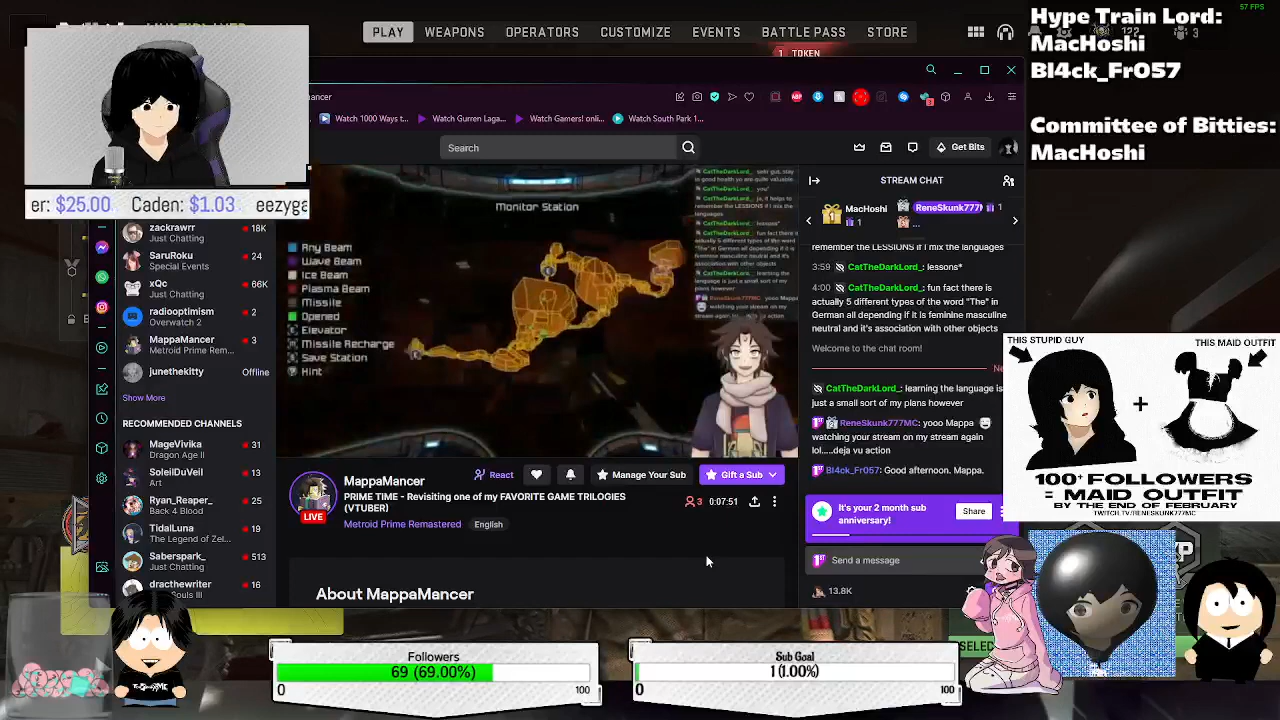 57 FPS
Hype Train Lord:
MacHoshi
Bl4ck_Fr057
Committee of Bitties:
MacHoshi
PLAY
WEAPONS
OPERATORS
CUSTOMIZE
EVENTS
BATTLE PASS
STORE
1 TOKEN
3
Watch 1000 Ways t...
Watch Gurren Laga...
Watch Gamers! onli...
Watch South Park 1...
Search
Get Bits
er: $25.00 Caden: $1.03 eezyga
zackrawrr
18K
Just Chatting
SaruRoku
24
Special Events
xQc
66K
Just Chatting
radiooptimism
2
Overwatch 2
MappaMancer
3
Metroid Prime Rem...
junethekitty
Offline
Show More
RECOMMENDED CHANNELS
MageVivika
31
Dragon Age II
SoleilDuVeil
13
Art
Ryan_Reaper_
25
Back 4 Blood
TidalLuna
19
The Legend of Zel...
Saberspark_
513
Just Chatting
dracthewriter
16
Monitor Station
Any Beam
Wave Beam
Ice Beam
Plasma Beam
Missile
Opened
Elevator
Missile Recharge
Save Station
Hint
MappaMancer
LIVE
PRIME TIME - Revisiting one of my FAVORITE GAME TRILOGIES
(VTUBER)
Metroid Prime Remastered
English
React
Manage Your Sub
Gift a Sub
3
0:07:51
About MappaMancer
STREAM CHAT
MacHoshi
1
ReneSkunk777
1
remember the LESSIONS if I mix the
languages
3:59 CatTheDarkLord_: lessons*
4:00 CatTheDarkLord_: fun fact there is
actually 5 different types of the word
"The" in German all depending if it is
feminine masculine neutral and it's
association with other objects
Welcome to the chat room!
CatTheDarkLord_: learning the language is
just a small sort of my plans however
ReneSkunk777MC: yooo Mappa
watching your stream on my stream again
lol....deja vu action
Bl4ck_Fr057: Good afternoon. Mappa.
It's your 2 month sub
anniversary!
Share
Send a message
13.8K
THIS STUPID GUY
THIS MAID OUTFIT
+
100+ FOLLOWERS
= MAID OUTFIT
BY THE END OF FEBRUARY
TWITCH.TV/RENESKUNK777MC
Followers
69 (69.00%)
0
100
Sub Goal
1 (1.00%)
0
100